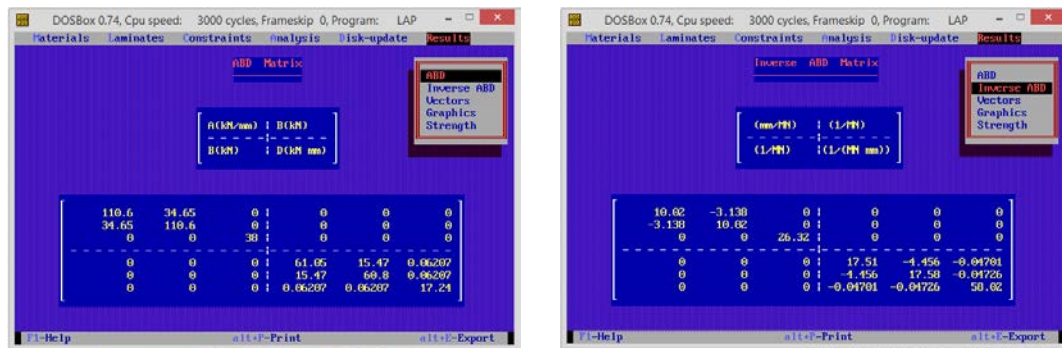 DOSBox 0.74, Cpu speed: 3000 cycles, Frameskip 0, Program: LAP
Materials Laminates Constraints Analysis Disk-update Results
ABD Matrix
ABD
Inverse ABD
Vectors
Graphics
Strength
A(kN/mm) ¦ B(kN)
B(kN) ¦ D(kN mm)
110.6 34.65 0 ¦ 0 0 0
34.65 110.6 0 ¦ 0 0 0
0 0 38 ¦ 0 0 0
0 0 0 ¦ 61.05 15.47 0.06207
0 0 0 ¦ 15.47 60.8 0.06207
0 0 0 ¦ 0.06207 0.06207 17.24
F1-Help alt+P-Print alt+E-Export
DOSBox 0.74, Cpu speed: 3000 cycles, Frameskip 0, Program: LAP
Materials Laminates Constraints Analysis Disk-update Results
Inverse ABD Matrix
ABD
Inverse ABD
Vectors
Graphics
Strength
(mm/MN) ¦ (1/MN)
(1/MN) ¦ (1/(MN mm))
10.02 -3.138 0 ¦ 0 0 0
-3.138 10.02 0 ¦ 0 0 0
0 0 26.32 ¦ 0 0 0
0 0 0 ¦ 17.51 -4.456 -0.04701
0 0 0 ¦ -4.456 17.58 -0.04726
0 0 0 ¦ -0.04701 -0.04726 58.02
F1-Help alt+P-Print alt+E-Export